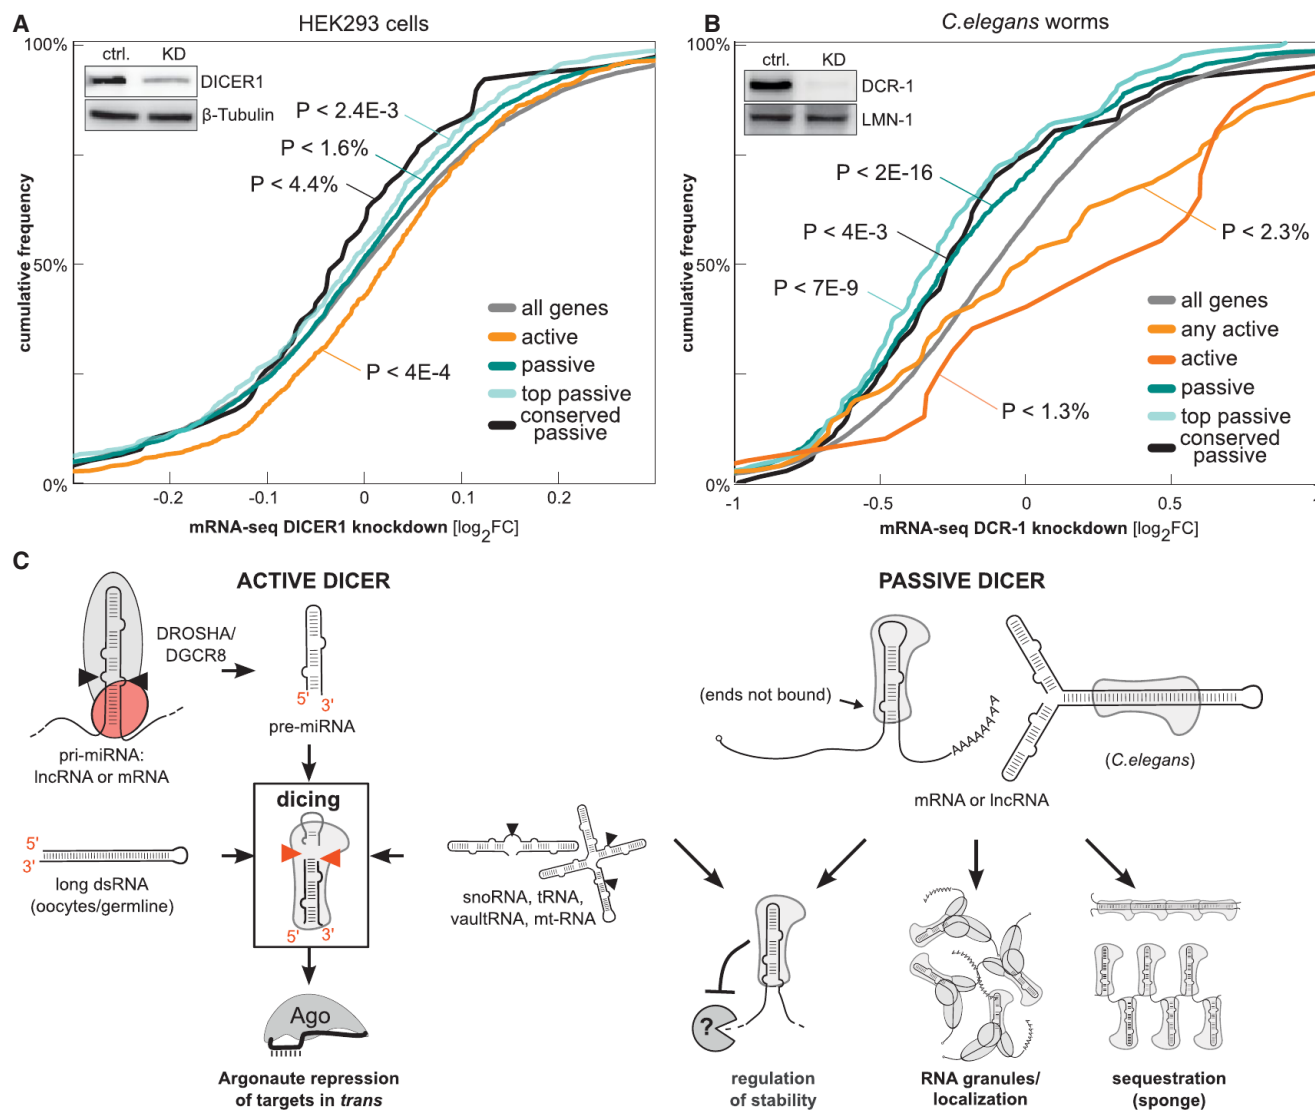 A
HEK293 cells
100%
50%
0%
cumulative frequency
ctrl.
KD
DICER1
β-Tubulin
P < 2.4E-3
P < 1.6%
P < 4.4%
P < 4E-4
all genes
active
passive
top passive
conserved
passive
-0.2
-0.1
0
0.1
0.2
mRNA-seq DICER1 knockdown [log2FC]
B
C.elegans worms
100%
50%
0%
cumulative frequency
ctrl.
KD
DCR-1
LMN-1
P < 2E-16
P < 4E-3
P < 7E-9
P < 2.3%
P < 1.3%
all genes
any active
active
passive
top passive
conserved
passive
-1
-0.5
0
0.5
1
mRNA-seq DCR-1 knockdown [log2FC]
C
ACTIVE DICER
DROSHA/
DGCR8
5'
3'
pre-miRNA
pri-miRNA:
lncRNA or mRNA
dicing
5'
3'
5'
3'
long dsRNA
(oocytes/germline)
snoRNA, tRNA,
vaultRNA, mt-RNA
Ago
Argonaute repression
of targets in trans
PASSIVE DICER
(ends not bound)
AAAAAAAA
(C.elegans)
mRNA or lncRNA
?
regulation
of stability
RNA granules/
localization
sequestration
(sponge)